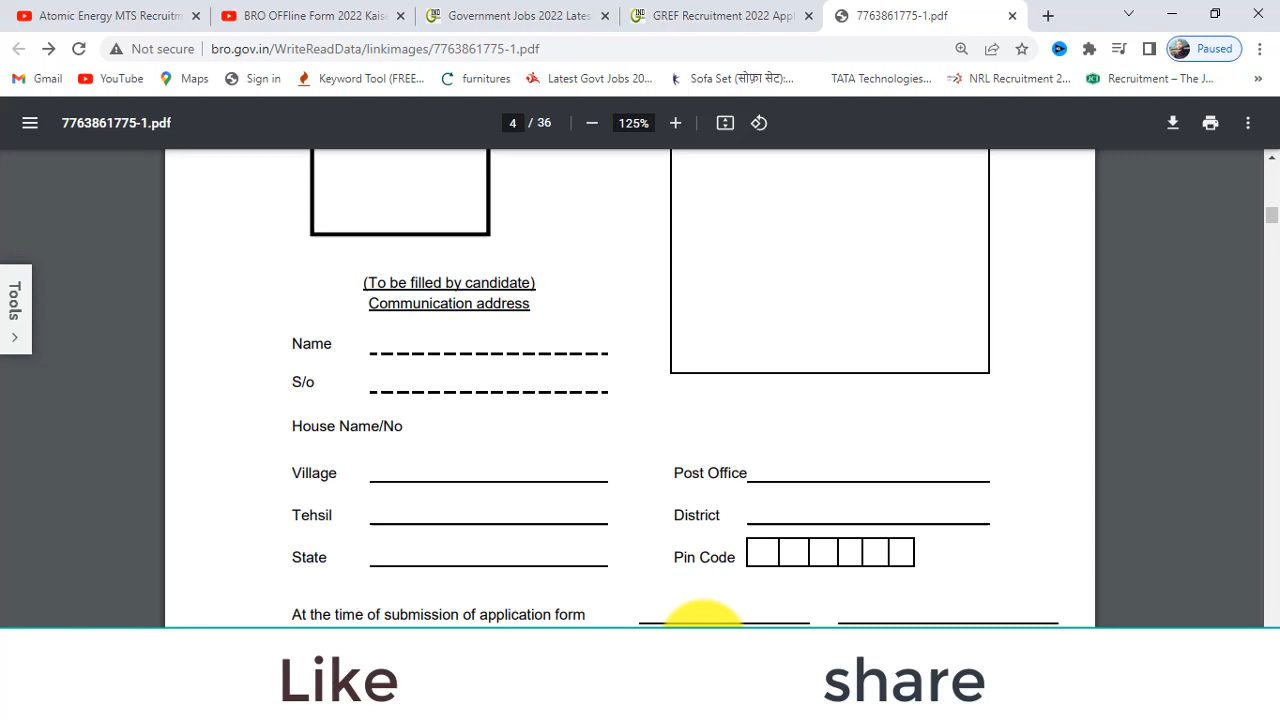 Atomic Energy MTS Recruitm
BRO OFFline Form 2022 Kaise
Government Jobs 2022 Lates
GREF Recruitment 2022 Appl
7763861775-1.pdf
Not secure
bro.gov.in/WriteReadData/linkimages/7763861775-1.pdf
Paused
Gmail
YouTube
Maps
Sign in
Keyword Tool (FREE...
furnitures
Latest Govt Jobs 20...
Sofa Set (सोफ़ा सेट):...
TATA Technologies...
NRL Recruitment 2...
Recruitment – The J...
»
7763861775-1.pdf
4 / 36
125%
Tools
(To be filled by candidate)
Communication address
Name
S/o
House Name/No
Village
Post Office
Tehsil
District
State
Pin Code
At the time of submission of application form
Like
share